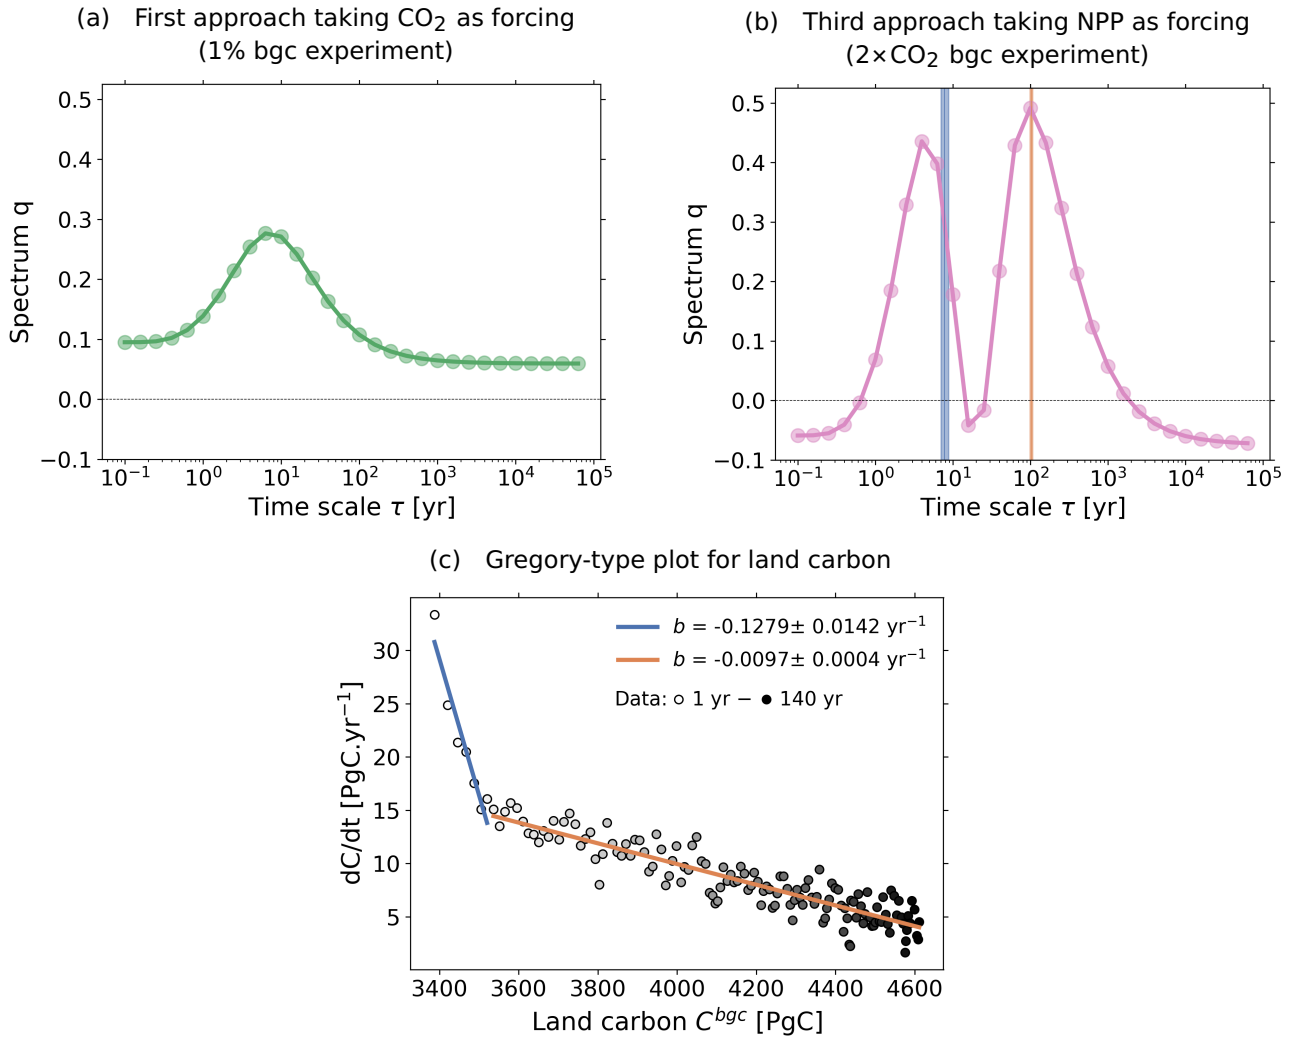 (a) First approach taking CO₂ as forcing
(1% bgc experiment)
0.5
0.4
0.3
0.2
0.1
0.0
−0.1
Spectrum q
10⁻¹ 10⁰ 10¹ 10² 10³ 10⁴ 10⁵
Time scale τ [yr]
(b) Third approach taking NPP as forcing
(2×CO₂ bgc experiment)
0.5
0.4
0.3
0.2
0.1
0.0
−0.1
Spectrum q
10⁻¹ 10⁰ 10¹ 10² 10³ 10⁴ 10⁵
Time scale τ [yr]
(c) Gregory-type plot for land carbon
b = -0.1279± 0.0142 yr⁻¹
b = -0.0097± 0.0004 yr⁻¹
Data: 1 yr − 140 yr
30
25
20
15
10
5
dC/dt [PgC.yr⁻¹]
3400 3600 3800 4000 4200 4400 4600
Land carbon Cᵇᵍᶜ [PgC]